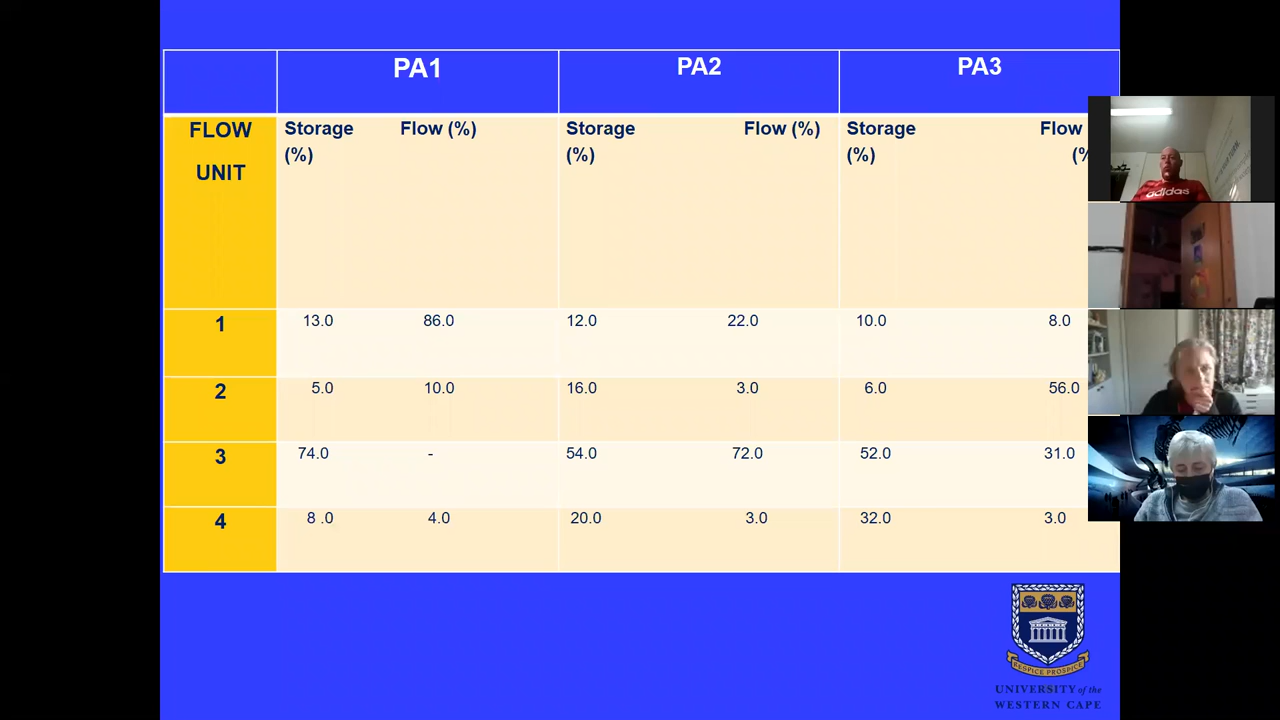 PA1 PA2 PA3
FLOW UNIT Storage (%) Flow (%) Storage (%) Flow (%) Storage (%) Flow (%
1 13.0 86.0 12.0 22.0 10.0 8.0
2 5.0 10.0 16.0 3.0 6.0 56.0
3 74.0 - 54.0 72.0 52.0 31.0
4 8 .0 4.0 20.0 3.0 32.0 3.0
adidas
RESPICE PROSPICE
UNIVERSITY of the
WESTERN CAPE